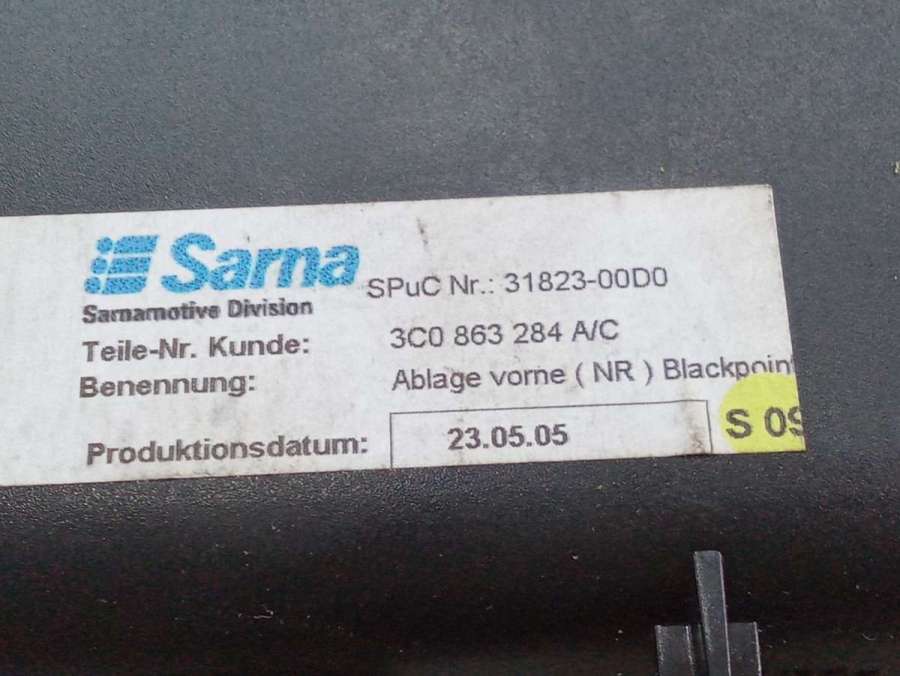 Sarna
SPuC Nr.: 31823-00D0
Sarnamotive Division
Teile-Nr. Kunde: 3C0 863 284 A/C
Benennung: Ablage vorne ( NR ) Blackpoint
Produktionsdatum: 23.05.05
S 09